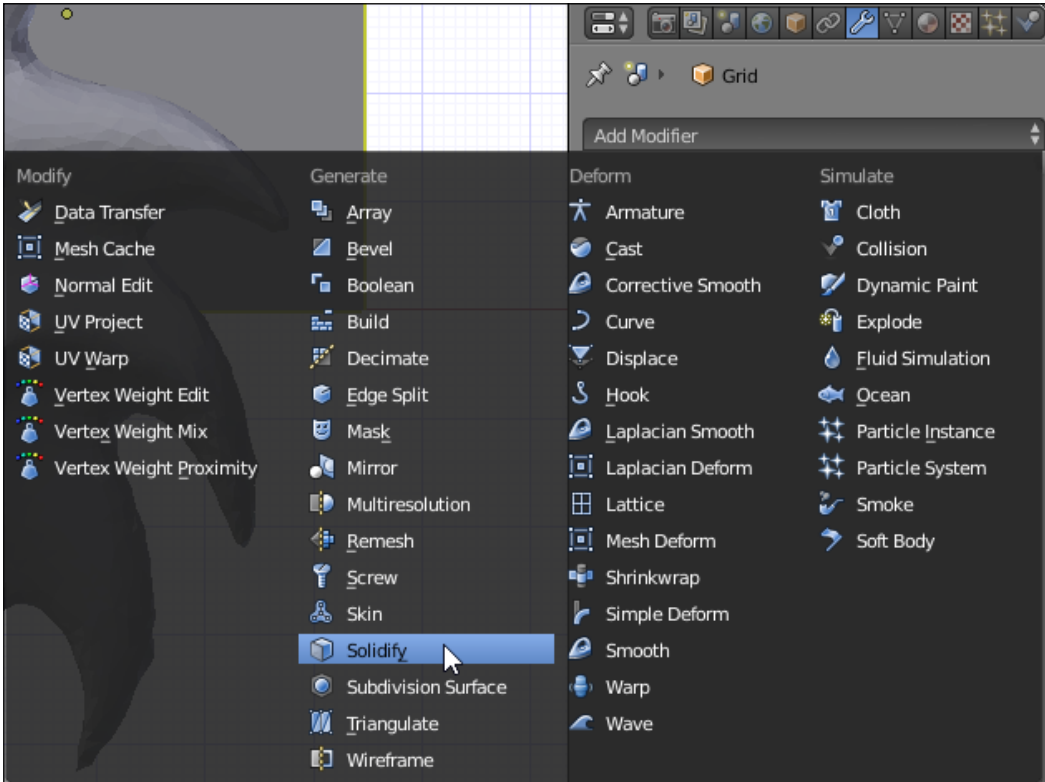 Grid
Add Modifier
Modify
Data Transfer
Mesh Cache
Normal Edit
UV Project
UV Warp
Vertex Weight Edit
Vertex Weight Mix
Vertex Weight Proximity
Generate
Array
Bevel
Boolean
Build
Decimate
Edge Split
Mask
Mirror
Multiresolution
Remesh
Screw
Skin
Solidify
Subdivision Surface
Triangulate
Wireframe
Deform
Armature
Cast
Corrective Smooth
Curve
Displace
Hook
Laplacian Smooth
Laplacian Deform
Lattice
Mesh Deform
Shrinkwrap
Simple Deform
Smooth
Warp
Wave
Simulate
Cloth
Collision
Dynamic Paint
Explode
Fluid Simulation
Ocean
Particle Instance
Particle System
Smoke
Soft Body